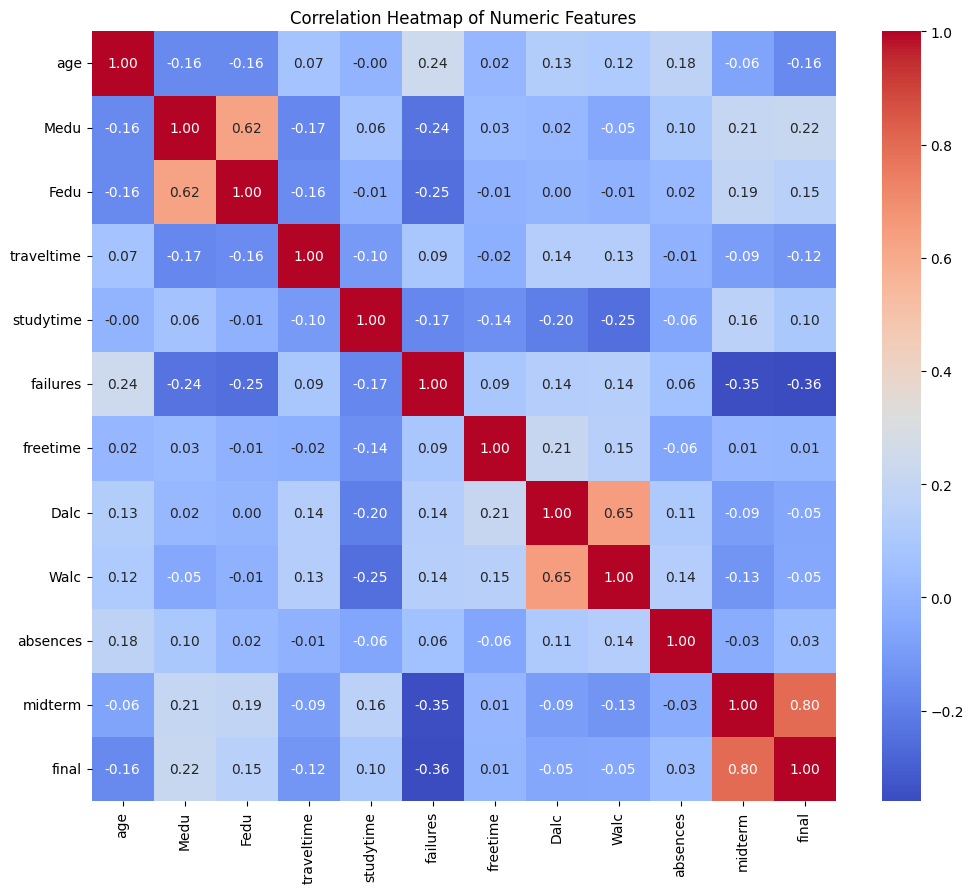 Correlation Heatmap of Numeric Features
age 1.00 -0.16 -0.16 0.07 -0.00 0.24 0.02 0.13 0.12 0.18 -0.06 -0.16
Medu -0.16 1.00 0.62 -0.17 0.06 -0.24 0.03 0.02 -0.05 0.10 0.21 0.22
Fedu -0.16 0.62 1.00 -0.16 -0.01 -0.25 -0.01 0.00 -0.01 0.02 0.19 0.15
traveltime 0.07 -0.17 -0.16 1.00 -0.10 0.09 -0.02 0.14 0.13 -0.01 -0.09 -0.12
studytime -0.00 0.06 -0.01 -0.10 1.00 -0.17 -0.14 -0.20 -0.25 -0.06 0.16 0.10
failures 0.24 -0.24 -0.25 0.09 -0.17 1.00 0.09 0.14 0.14 0.06 -0.35 -0.36
freetime 0.02 0.03 -0.01 -0.02 -0.14 0.09 1.00 0.21 0.15 -0.06 0.01 0.01
Dalc 0.13 0.02 0.00 0.14 -0.20 0.14 0.21 1.00 0.65 0.11 -0.09 -0.05
Walc 0.12 -0.05 -0.01 0.13 -0.25 0.14 0.15 0.65 1.00 0.14 -0.13 -0.05
absences 0.18 0.10 0.02 -0.01 -0.06 0.06 -0.06 0.11 0.14 1.00 -0.03 0.03
midterm -0.06 0.21 0.19 -0.09 0.16 -0.35 0.01 -0.09 -0.13 -0.03 1.00 0.80
final -0.16 0.22 0.15 -0.12 0.10 -0.36 0.01 -0.05 -0.05 0.03 0.80 1.00
age Medu Fedu traveltime studytime failures freetime Dalc Walc absences midterm final
1.0
0.8
0.6
0.4
0.2
0.0
−0.2